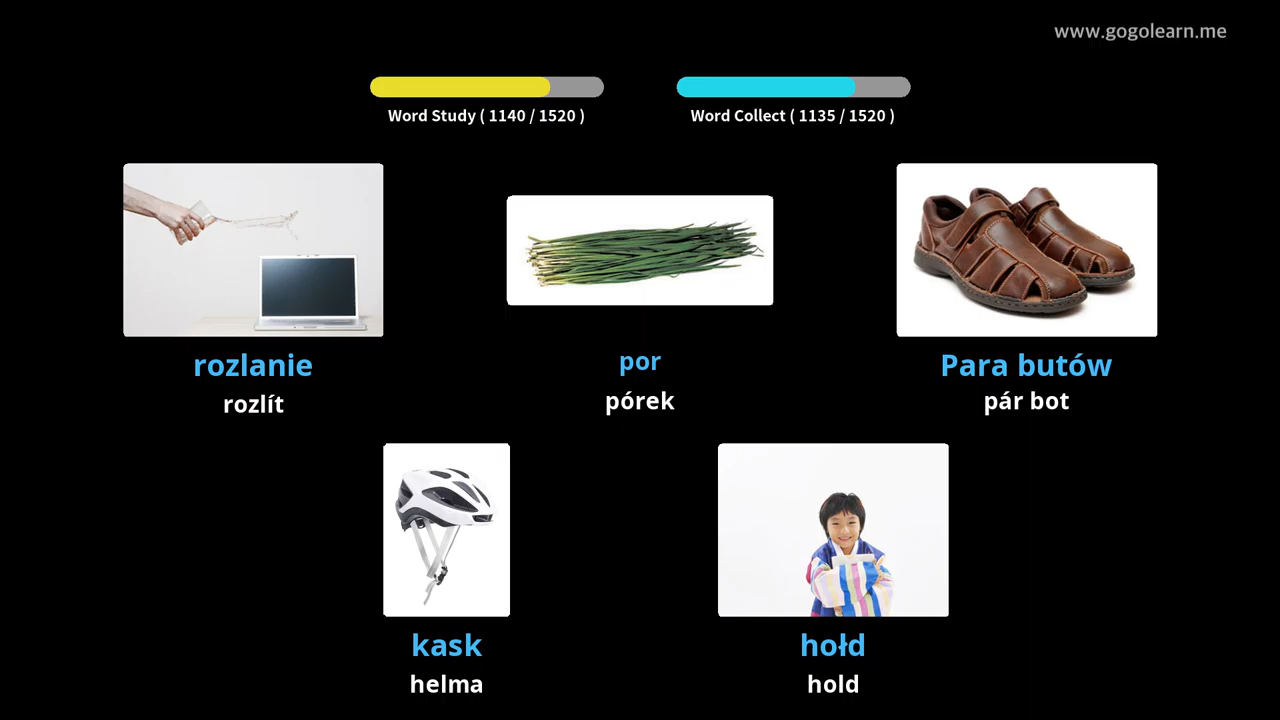 www.gogolearn.me
Word Study ( 1140 / 1520 )
Word Collect ( 1135 / 1520 )
rozlanie
rozlít
por
pórek
Para butów
pár bot
kask
helma
hołd
hold